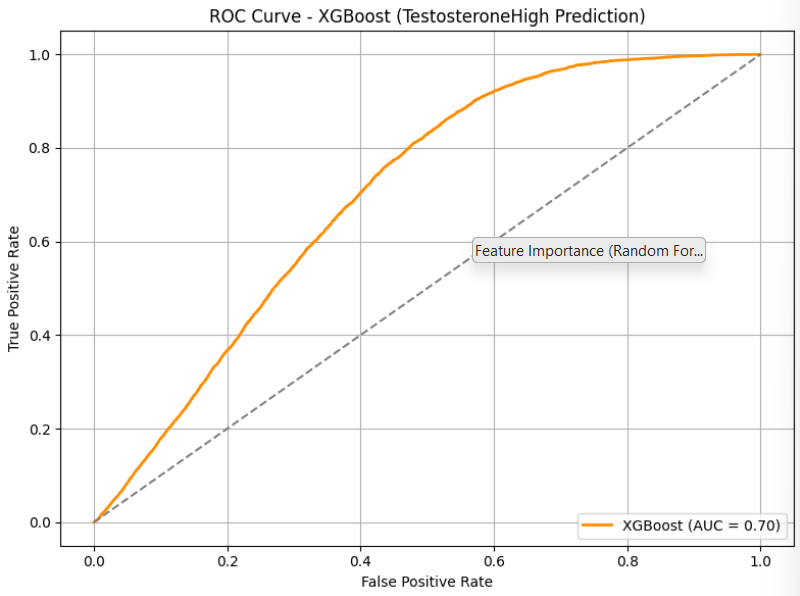 ROC Curve - XGBoost (TestosteroneHigh Prediction)
1.0
0.8
0.6
0.4
0.2
0.0
True Positive Rate
Feature Importance (Random For...
XGBoost (AUC = 0.70)
0.0 0.2 0.4 0.6 0.8 1.0
False Positive Rate